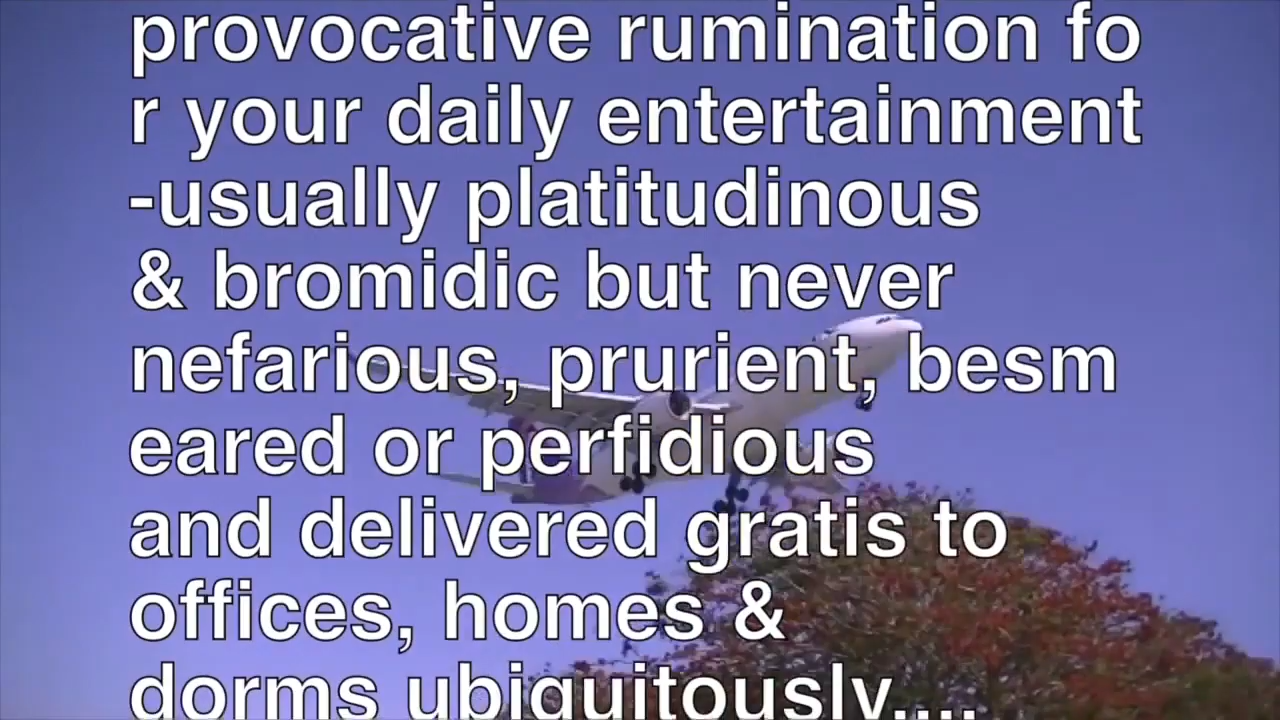 provocative rumination fo
r your daily entertainment
-usually platitudinous
& bromidic but never
nefarious, prurient, besm
eared or perfidious
and delivered gratis to
offices, homes &
dorms ubiquitously....